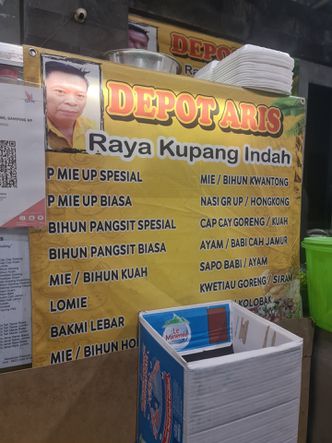 DEPOT ARIS
Raya Kupang Indah
P MIE UP SPESIAL
P MIE UP BIASA
BIHUN PANGSIT SPESIAL
BIHUN PANGSIT BIASA
MIE / BIHUN KUAH
LOMIE
BAKMI LEBAR
MIE / BIHUN
MIE / BIHUN KWANTONG
NASI GR UP / HONGKONG
CAP CAY GORENG / KUAH
AYAM / BABI CAH JAMUR
SAPO BABI / AYAM
KWETIAU GORENG / SIRAM
KOLOBAK
Le Minerale